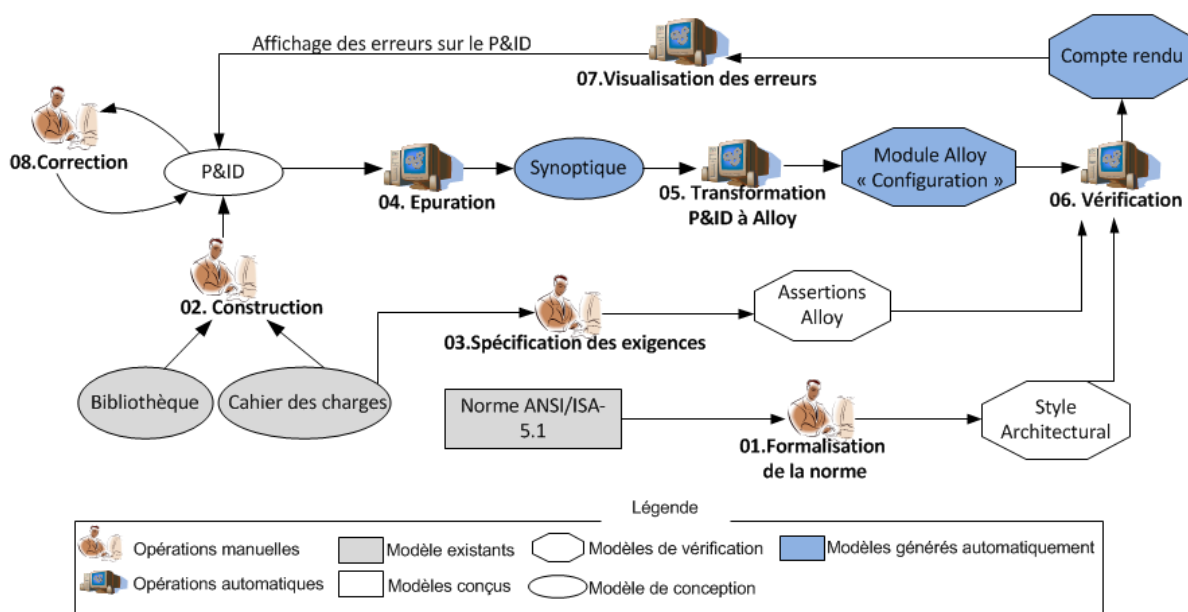 Affichage des erreurs sur le P&ID
07.Visualisation des erreurs
Compte rendu
08.Correction
P&ID
04. Epuration
Synoptique
05. Transformation
P&ID à Alloy
Module Alloy
« Configuration »
06. Vérification
02. Construction
03.Spécification des exigences
Assertions
Alloy
Bibliothèque
Cahier des charges
Norme ANSI/ISA-
5.1
01.Formalisation
de la norme
Style
Architectural
Légende
Opérations manuelles
Modèle existants
Modèles de vérification
Modèles générés automatiquement
Opérations automatiques
Modèles conçus
Modèle de conception